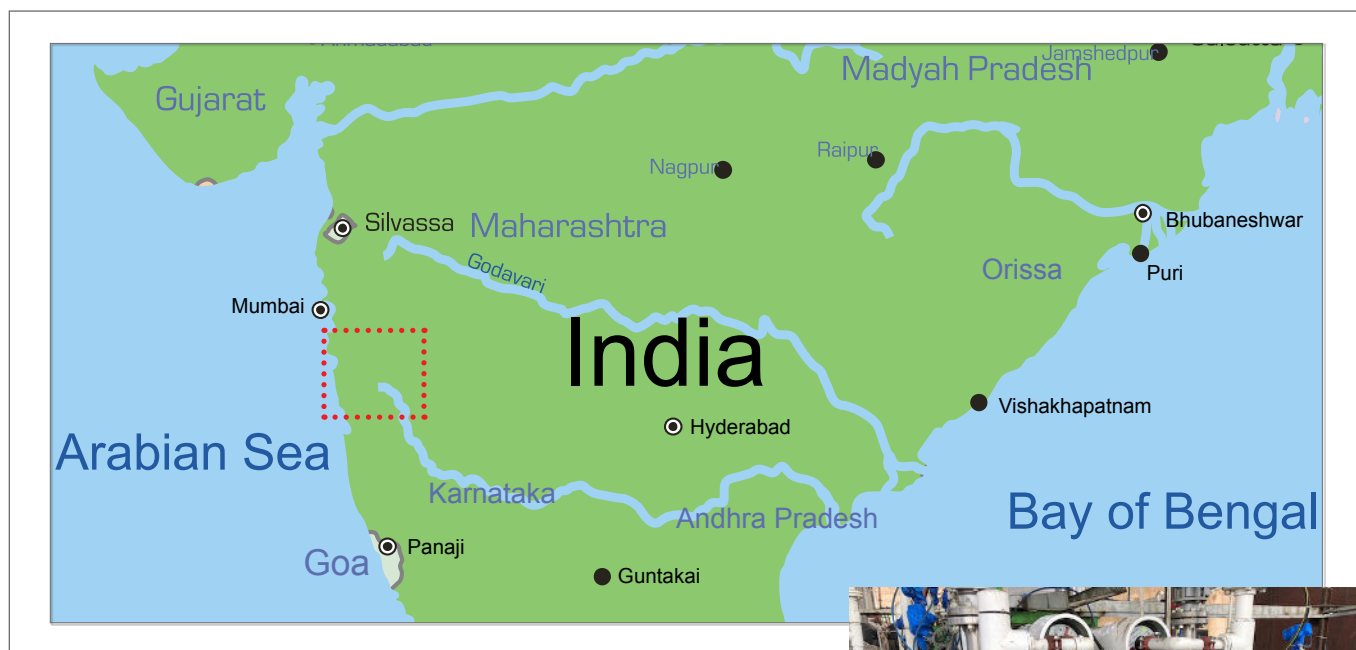 Jamshedpur
Madyah Pradesh
Gujarat
Raipur
Nagpur
Silvassa
Maharashtra
Bhubaneshwar
Orissa
Puri
Godavari
Mumbai
India
Vishakhapatnam
Hyderabad
Arabian Sea
Karnataka
Andhra Pradesh
Bay of Bengal
Panaji
Goa
Guntakai